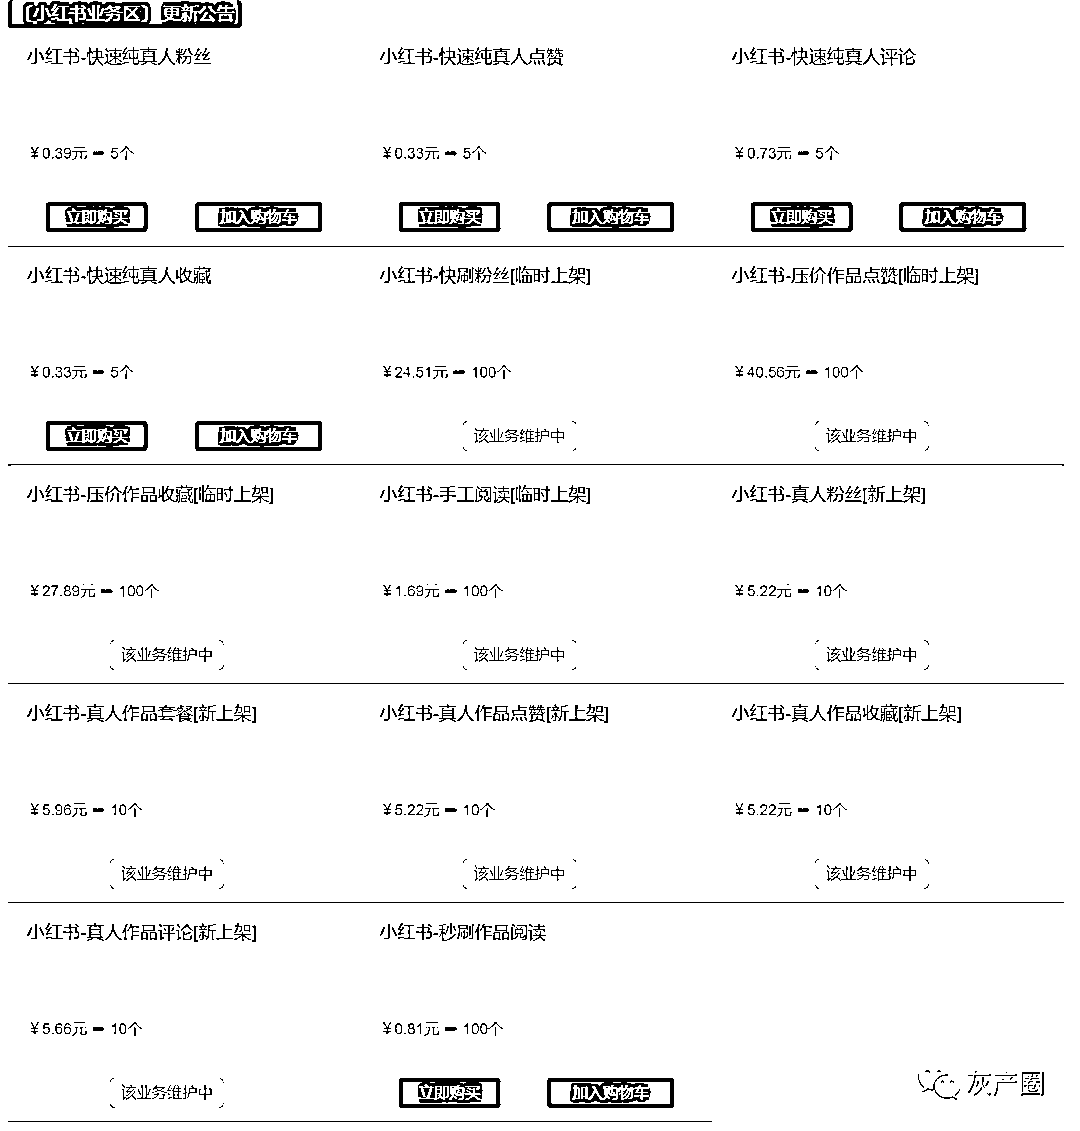 〔小红书业务区〕 更新公告
小红书-快速纯真人粉丝 小红书-快速纯真人点赞 小红书-快速纯真人评论
￥0.39元 ━ 5个 ￥0.33元 ━ 5个 ￥0.73元 ━ 5个
立即购买 加入购物车 立即购买 加入购物车 立即购买 加入购物车
小红书-快速纯真人收藏 小红书-快刷粉丝[临时上架] 小红书-压价作品点赞[临时上架]
￥0.33元 ━ 5个 ￥24.51元 ━ 100个 ￥40.56元 ━ 100个
立即购买 加入购物车 该业务维护中 该业务维护中
小红书-压价作品收藏[临时上架] 小红书-手工阅读[临时上架] 小红书-真人粉丝[新上架]
￥27.89元 ━ 100个 ￥1.69元 ━ 100个 ￥5.22元 ━ 10个
该业务维护中 该业务维护中 该业务维护中
小红书-真人作品套餐[新上架] 小红书-真人作品点赞[新上架] 小红书-真人作品收藏[新上架]
￥5.96元 ━ 10个 ￥5.22元 ━ 10个 ￥5.22元 ━ 10个
该业务维护中 该业务维护中 该业务维护中
小红书-真人作品评论[新上架] 小红书-秒刷作品阅读
￥5.66元 ━ 10个 ￥0.81元 ━ 100个
该业务维护中 立即购买 加入购物车
灰产圈